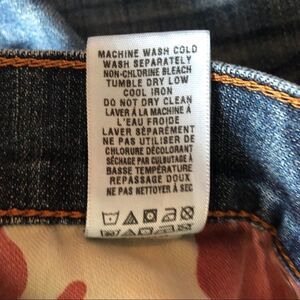 MACHINE WASH COLD
WASH SEPARATELY
NON-CHLORINE BLEACH
TUMBLE DRY LOW
COOL IRON
DO NOT DRY CLEAN
LAVER À LA MACHINE À
L'EAU FROIDE
LAVER SÉPARÉMENT
NE PAS UTILISER DE
CHLORURE DÉCOLORANT
SÉCHAGE PAR CULBUTAGE À
BASSE TEMPÉRATURE
REPASSAGE DOUX
NE PAS NETTOYER À SEC